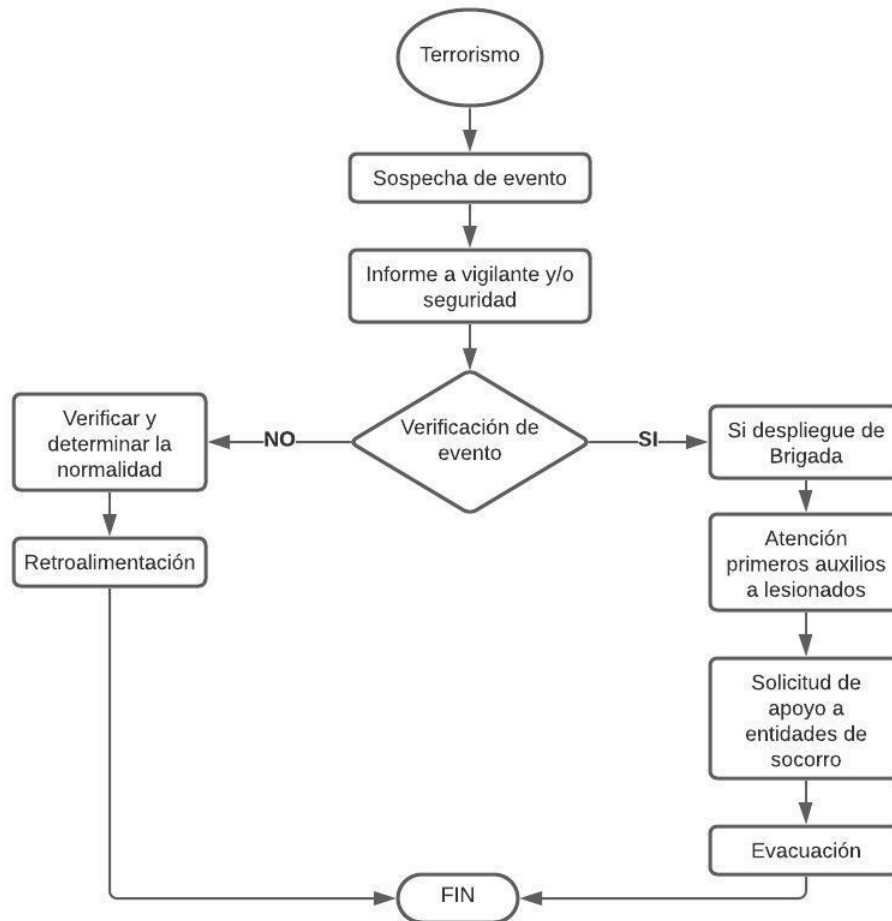 Terrorismo
Sospecha de evento
Informe a vigilante y/o
seguridad
Verificación de
evento
NO
SI
Verificar y
determinar la
normalidad
Retroalimentación
Si despliegue de
Brigada
Atención
primeros auxilios
a lesionados
Solicitud de
apoyo a
entidades de
socorro
Evacuación
FIN